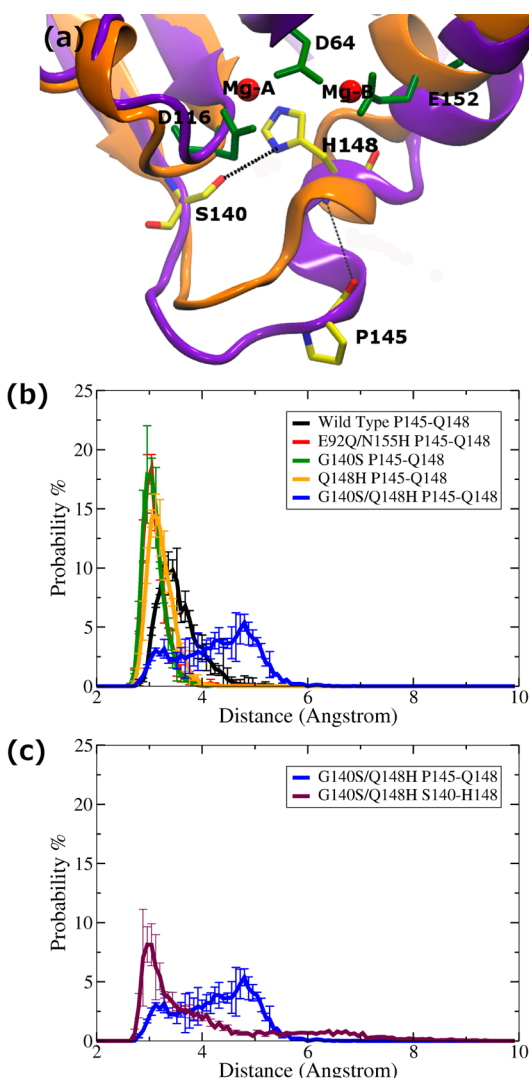 (a)
D64
Mg-A
Mg-B
E152
D116
H148
S140
P145
(b)
25
20
15
10
5
0
Probability %
Wild Type P145-Q148
E92Q/N155H P145-Q148
G140S P145-Q148
Q148H P145-Q148
G140S/Q148H P145-Q148
2
4
6
8
10
Distance (Angstrom)
(c)
25
20
15
10
5
0
Probability %
G140S/Q148H P145-Q148
G140S/Q148H S140-H148
2
4
6
8
10
Distance (Angstrom)